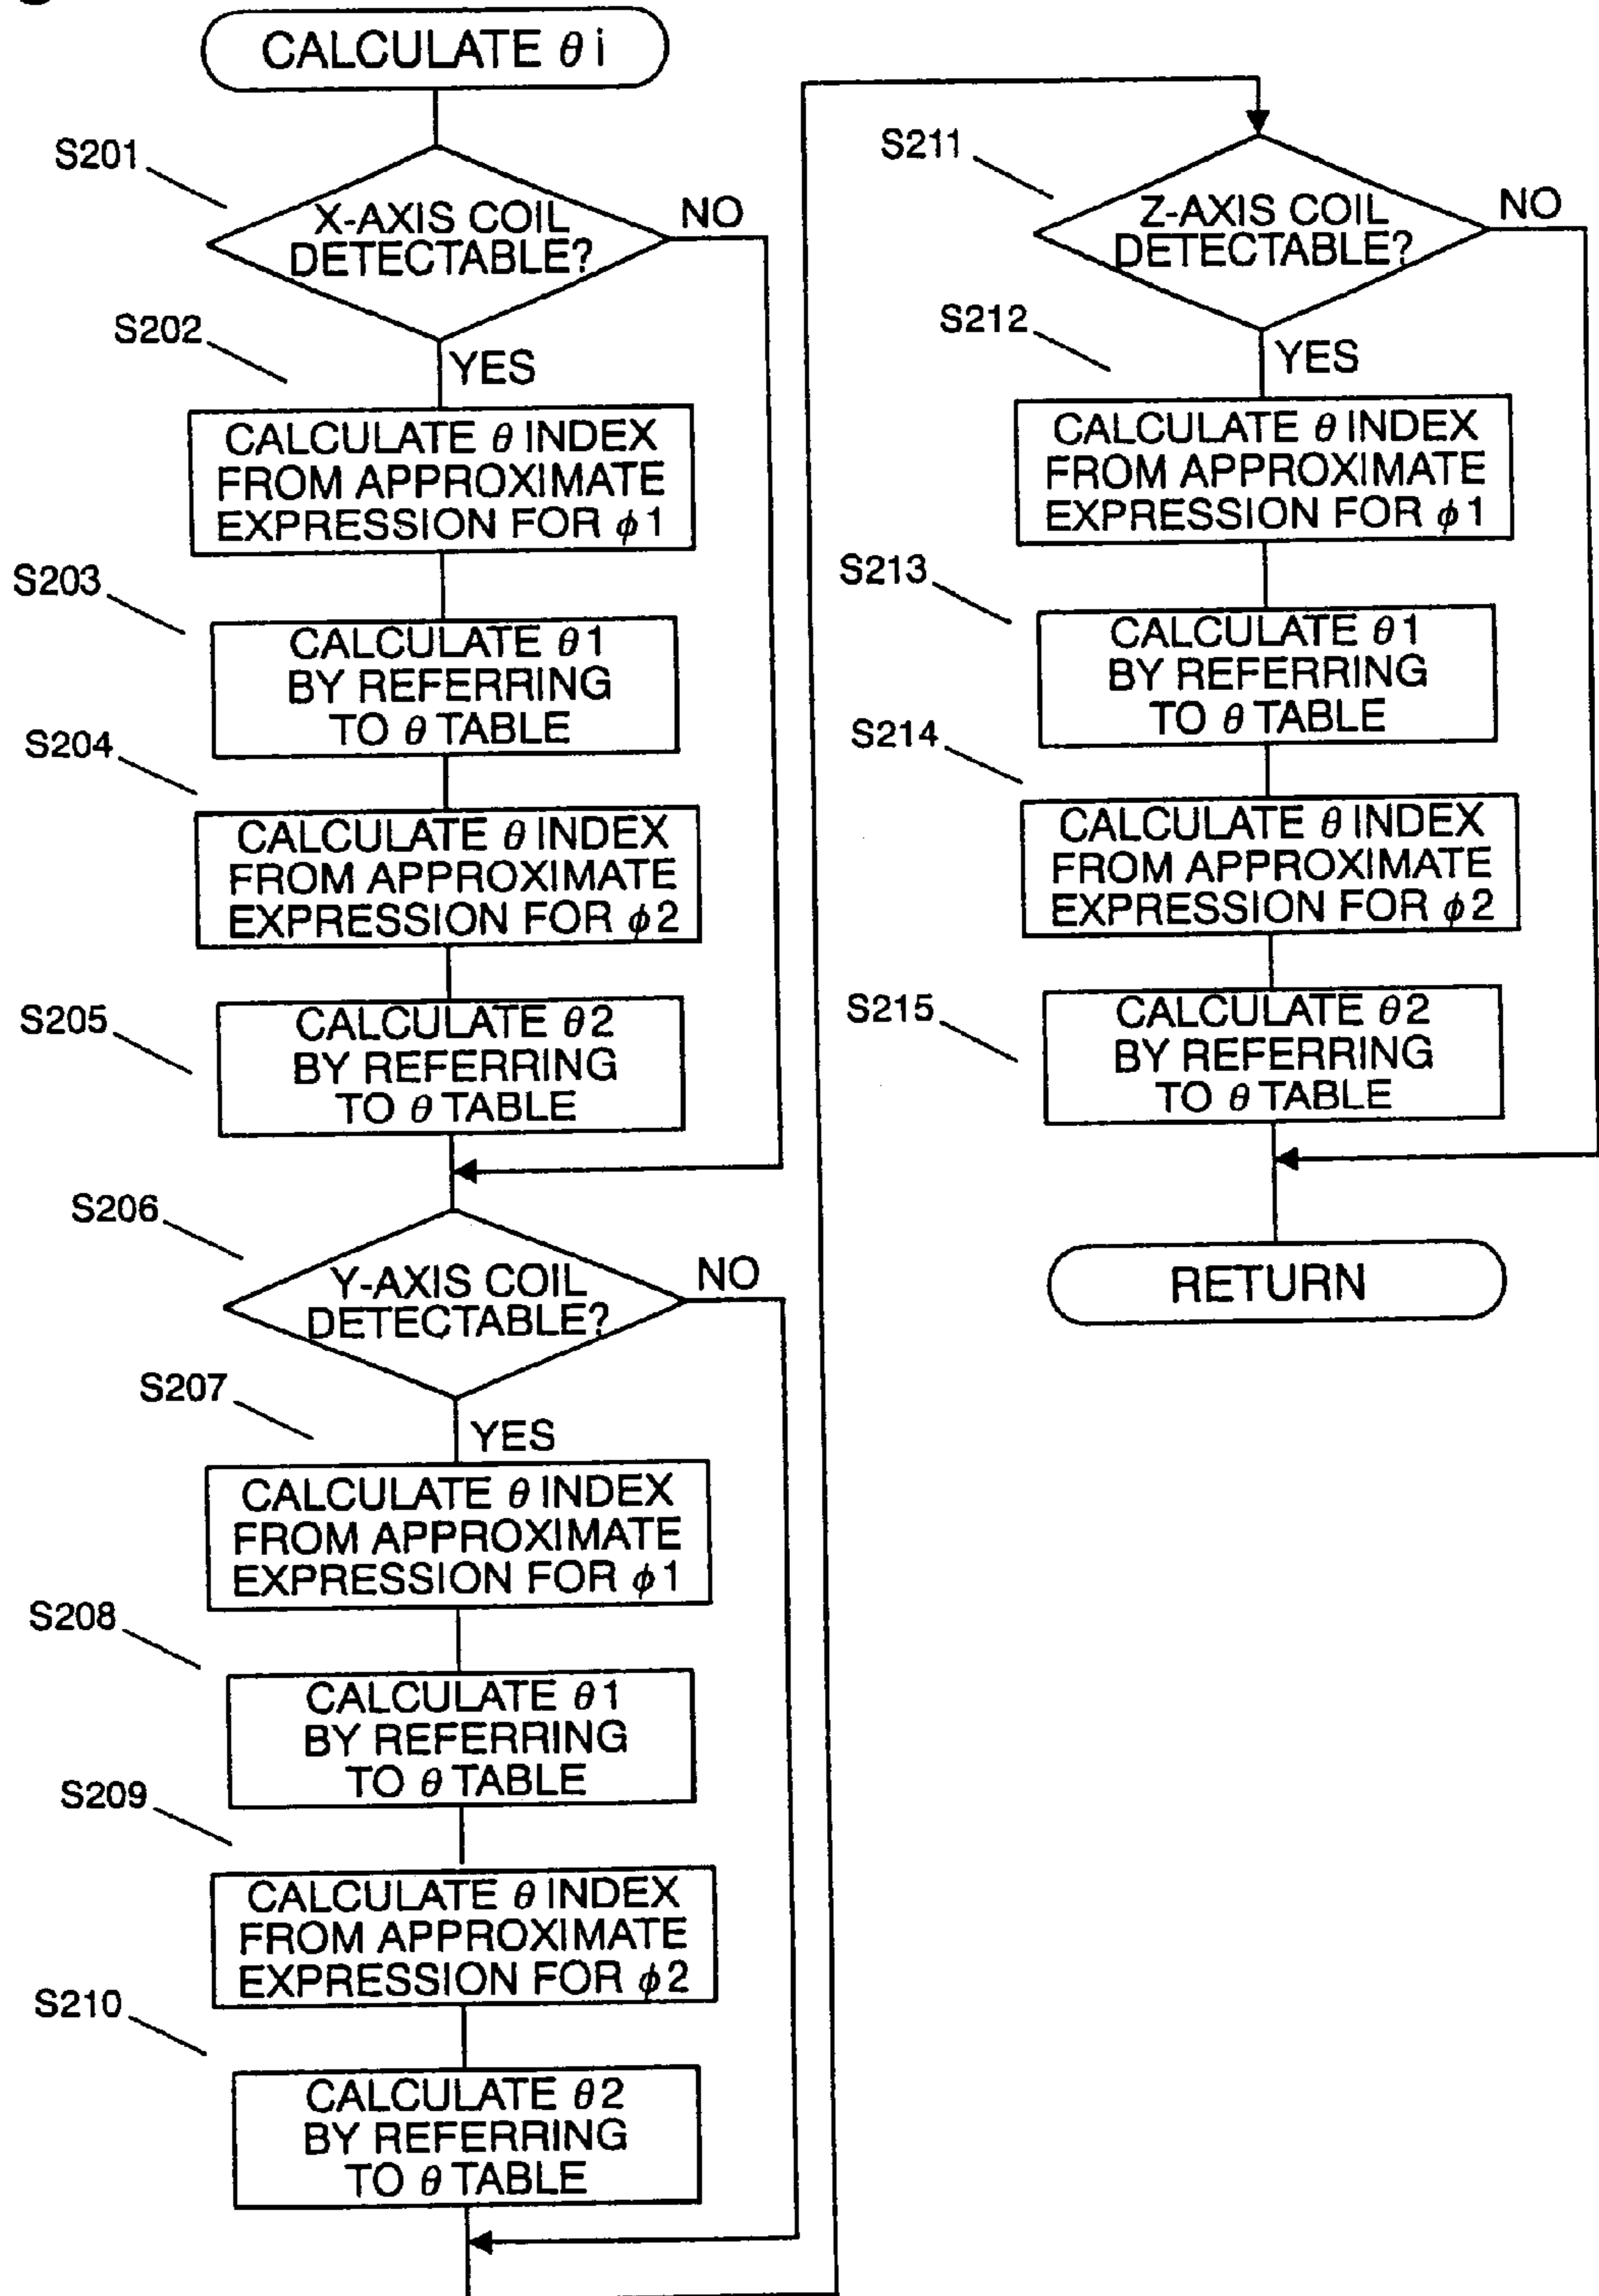 CALCULATE θ i
S201
X-AXIS COIL
DETECTABLE?
NO
S202
YES
CALCULATE θ INDEX
FROM APPROXIMATE
EXPRESSION FOR φ1
S203
CALCULATE θ1
BY REFERRING
TO θ TABLE
S204
CALCULATE θ INDEX
FROM APPROXIMATE
EXPRESSION FOR φ2
S205
CALCULATE θ2
BY REFERRING
TO θ TABLE
S206
Y-AXIS COIL
DETECTABLE?
NO
S207
YES
CALCULATE θ INDEX
FROM APPROXIMATE
EXPRESSION FOR φ1
S208
CALCULATE θ1
BY REFERRING
TO θ TABLE
S209
CALCULATE θ INDEX
FROM APPROXIMATE
EXPRESSION FOR φ2
S210
CALCULATE θ2
BY REFERRING
TO θ TABLE
S211
Z-AXIS COIL
DETECTABLE?
NO
S212
YES
CALCULATE θ INDEX
FROM APPROXIMATE
EXPRESSION FOR φ1
S213
CALCULATE θ1
BY REFERRING
TO θ TABLE
S214
CALCULATE θ INDEX
FROM APPROXIMATE
EXPRESSION FOR φ2
S215
CALCULATE θ2
BY REFERRING
TO θ TABLE
RETURN